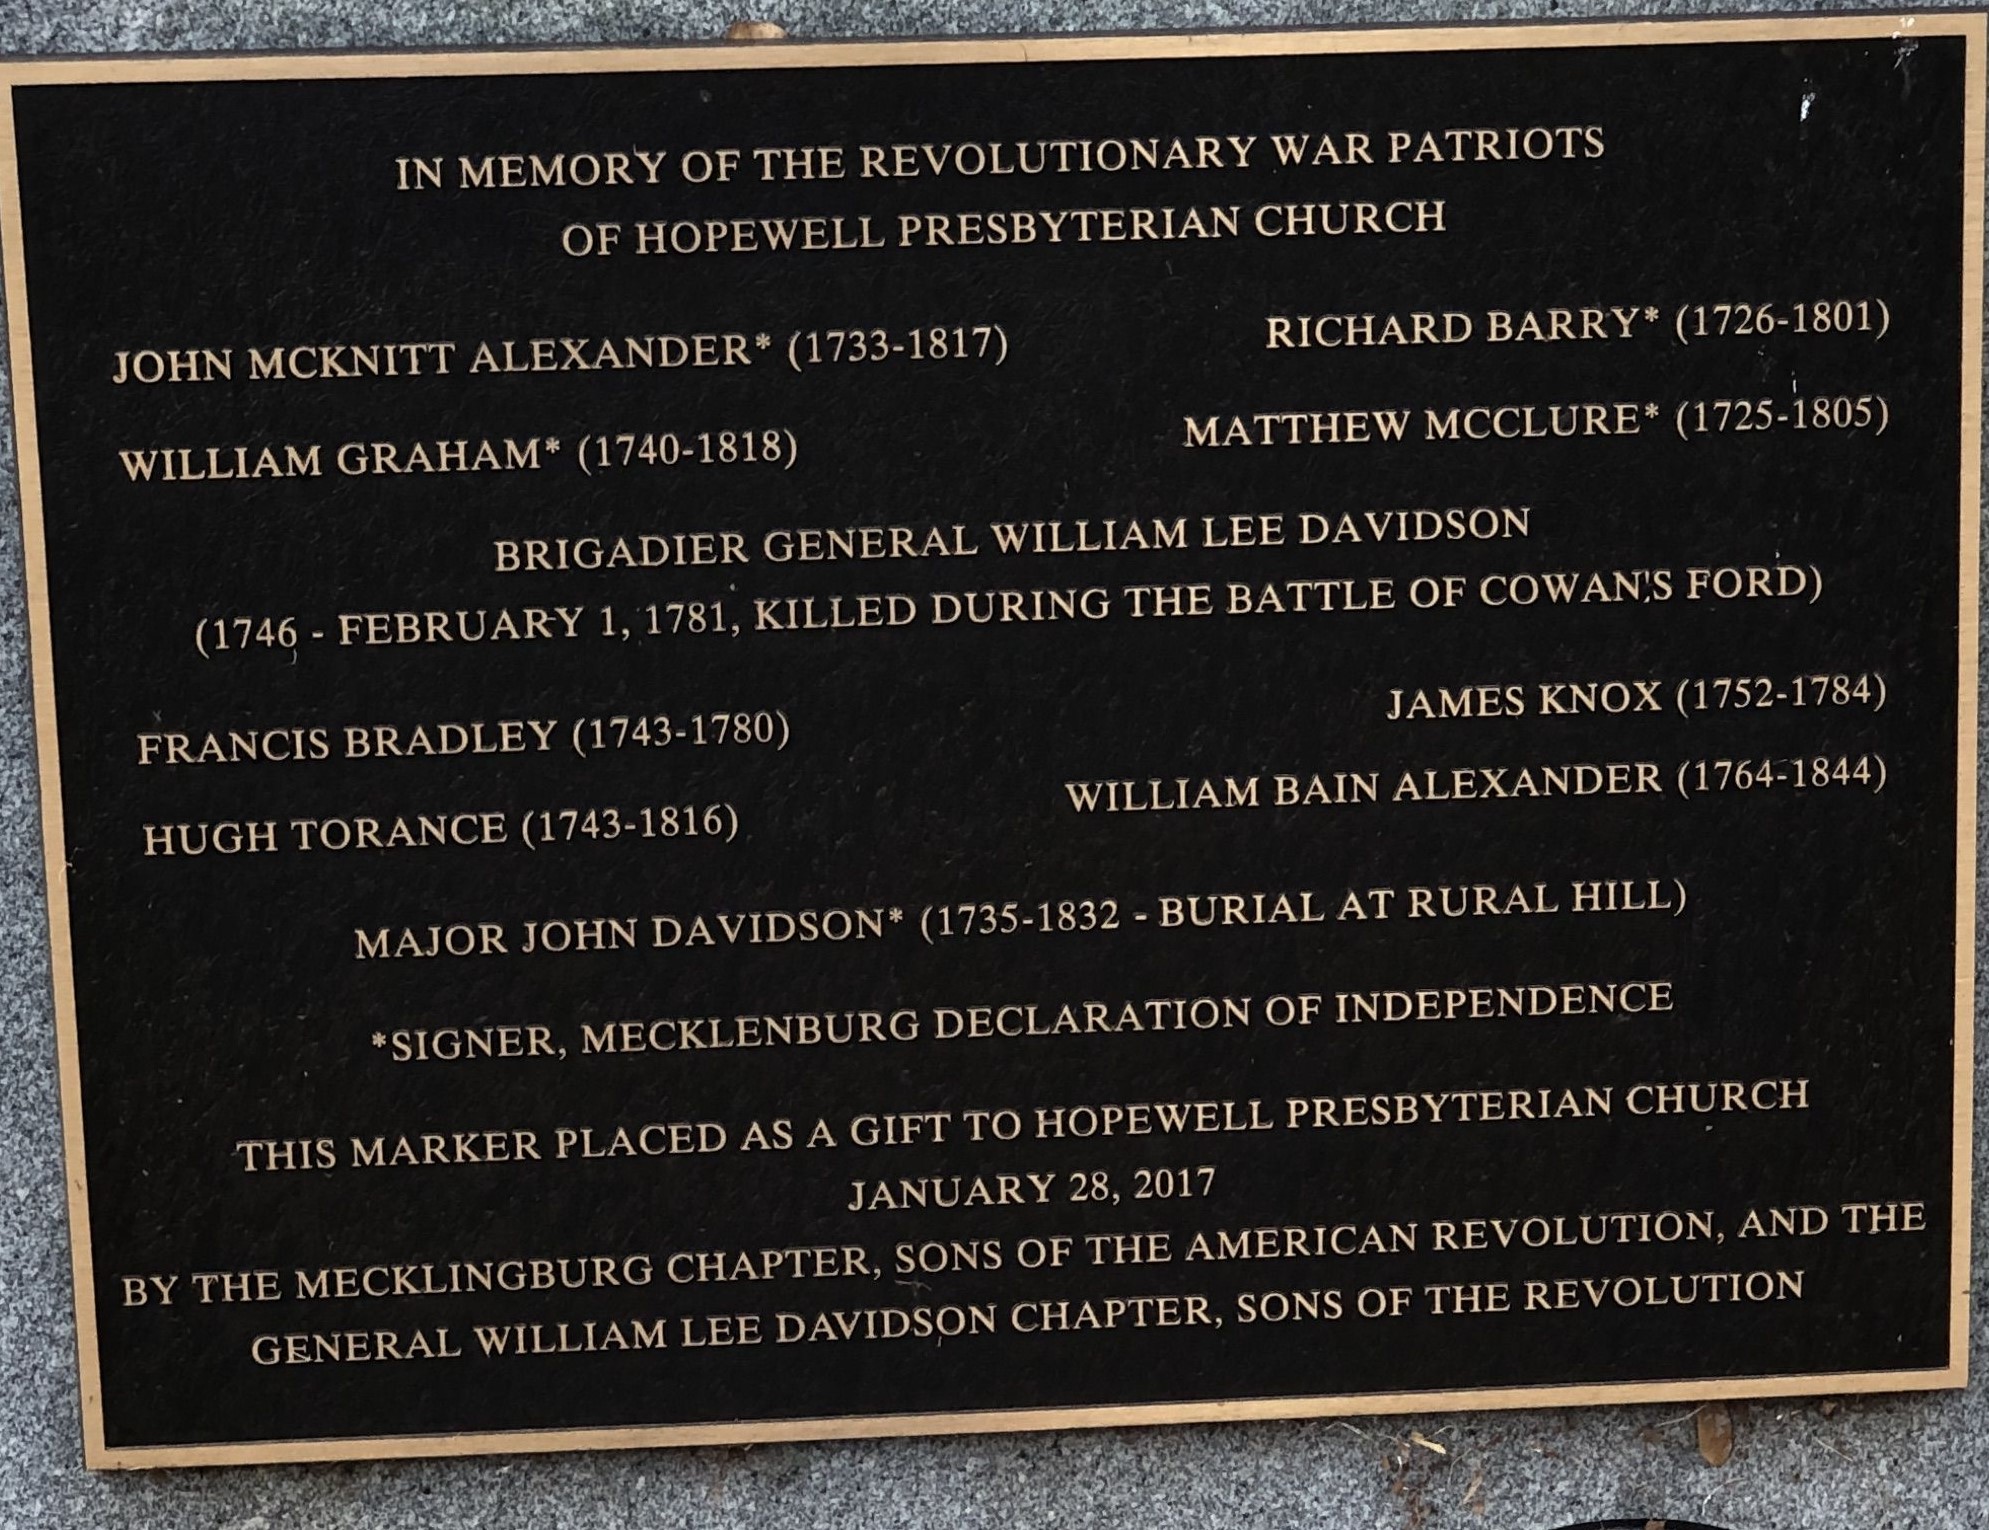 IN MEMORY OF THE REVOLUTIONARY WAR PATRIOTS
OF HOPEWELL PRESBYTERIAN CHURCH
JOHN MCKNITT ALEXANDER* (1733-1817) RICHARD BARRY* (1726-1801)
WILLIAM GRAHAM* (1740-1818) MATTHEW MCCLURE* (1725-1805)
BRIGADIER GENERAL WILLIAM LEE DAVIDSON
(1746 - FEBRUARY 1, 1781, KILLED DURING THE BATTLE OF COWAN'S FORD)
FRANCIS BRADLEY (1743-1780) JAMES KNOX (1752-1784)
HUGH TORANCE (1743-1816) WILLIAM BAIN ALEXANDER (1764-1844)
MAJOR JOHN DAVIDSON* (1735-1832 - BURIAL AT RURAL HILL)
*SIGNER, MECKLENBURG DECLARATION OF INDEPENDENCE
THIS MARKER PLACED AS A GIFT TO HOPEWELL PRESBYTERIAN CHURCH
JANUARY 28, 2017
BY THE MECKLINGBURG CHAPTER, SONS OF THE AMERICAN REVOLUTION, AND THE
GENERAL WILLIAM LEE DAVIDSON CHAPTER, SONS OF THE REVOLUTION